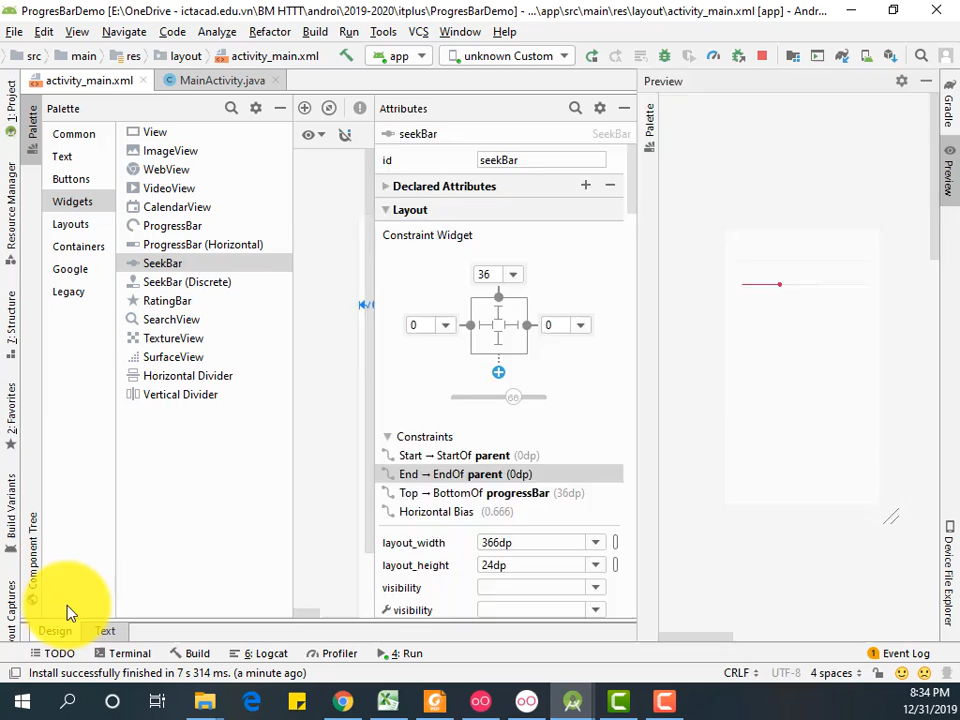 ProgresBarDemo [E:\OneDrive - ictacad.edu.vn\BM HTTT\androi\2019-2020\itplus\ProgresBarDemo] - ...\app\src\main\res\layout\activity_main.xml [app] - Andr...
File Edit View Navigate Code Analyze Refactor Build Run Tools VCS Window Help
src main res layout activity_main.xml app unknown Custom
activity_main.xml MainActivity.java
Palette
Common
Text
Buttons
Widgets
Layouts
Containers
Google
Legacy
View
ImageView
WebView
VideoView
CalendarView
ProgressBar
ProgressBar (Horizontal)
SeekBar
SeekBar (Discrete)
RatingBar
SearchView
TextureView
SurfaceView
Horizontal Divider
Vertical Divider
Attributes
seekBar SeekBar
id seekBar
Declared Attributes
Layout
Constraint Widget
36
0 0
66
Constraints
Start → StartOf parent (0dp)
End → EndOf parent (0dp)
Top → BottomOf progressBar (36dp)
Horizontal Bias (0.666)
layout_width 366dp
layout_height 24dp
visibility
visibility
Preview
Palette
1: Project
Resource Manager
7: Structure
2: Favorites
Build Variants
out Captures
Palette
Component Tree
Gradle
Preview
Device File Explorer
Design Text
TODO Terminal Build 6: Logcat Profiler 4: Run Event Log
Install successfully finished in 7 s 314 ms. (a minute ago) CRLF UTF-8 4 spaces
8:34 PM
12/31/2019